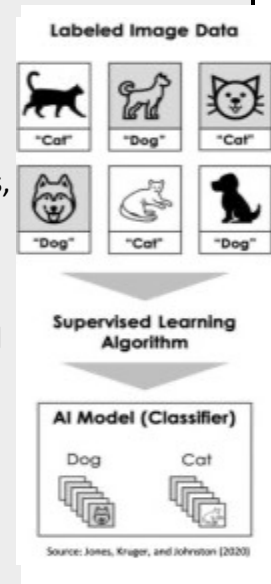 Labeled Image Data
"Cat" "Dog" "Cat"
s,
"Dog" "Cat" "Dog"
Supervised Learning
Algorithm
AI Model (Classifier)
Dog Cat
Source: Jones, Kruger, and Johnston (2020)